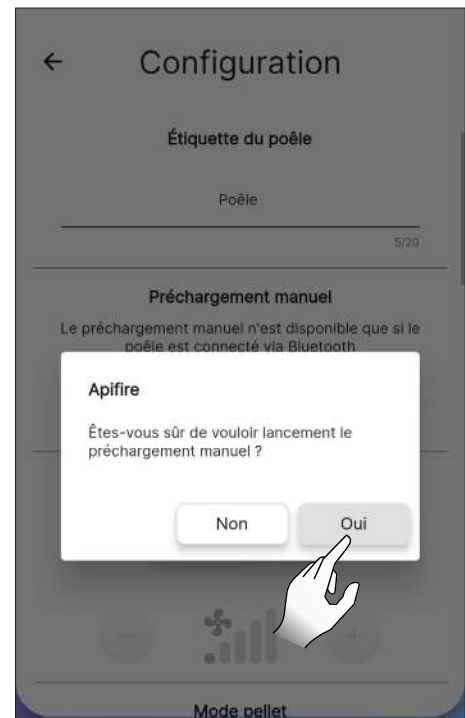 Configuration
Étiquette du poêle
Poêle
5/20
Préchargement manuel
Le préchargement manuel n'est disponible que si le
poêle est connecté via Bluetooth
Apifire
Êtes-vous sûr de vouloir lancement le
préchargement manuel ?
Non
Oui
Mode pellet